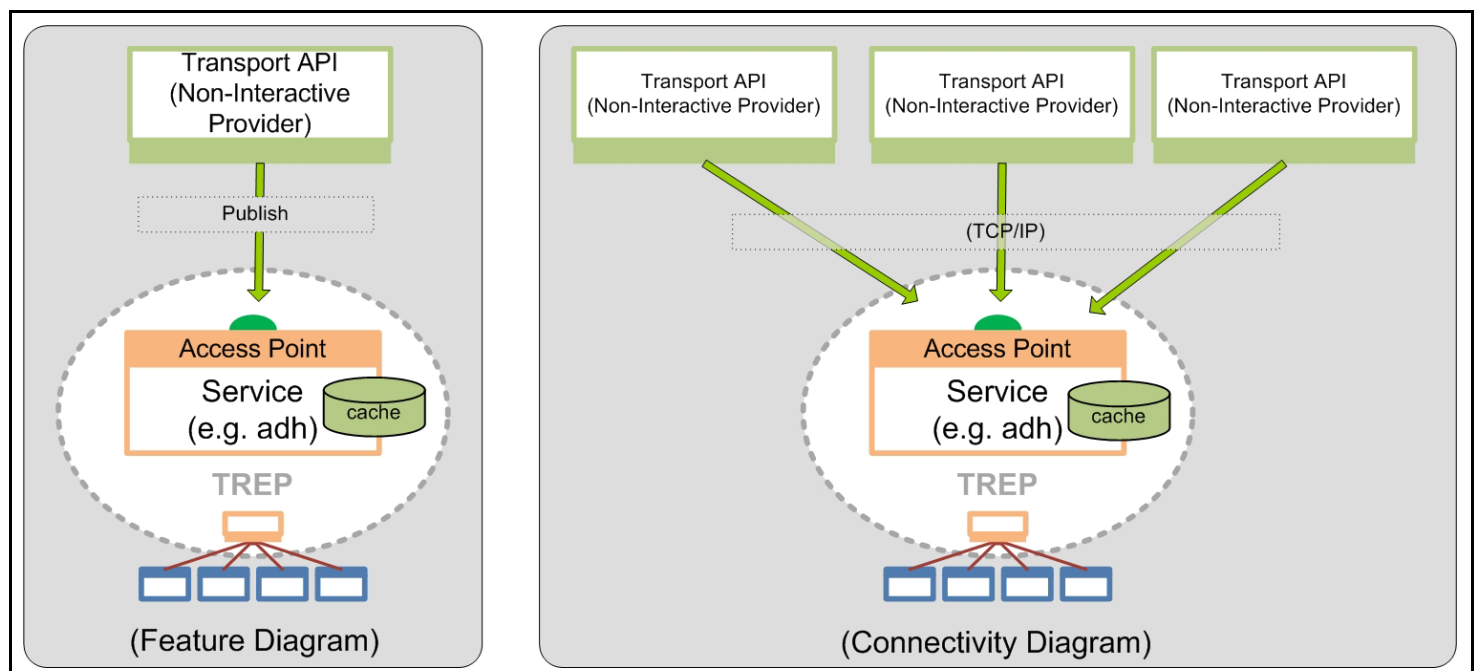 Transport API
(Non-Interactive
Provider)
Publish
Access Point
Service
(e.g. adh)
cache
TREP
(Feature Diagram)
Transport API
(Non-Interactive Provider)
Transport API
(Non-Interactive Provider)
Transport API
(Non-Interactive Provider)
(TCP/IP)
Access Point
Service
(e.g. adh)
cache
TREP
(Connectivity Diagram)